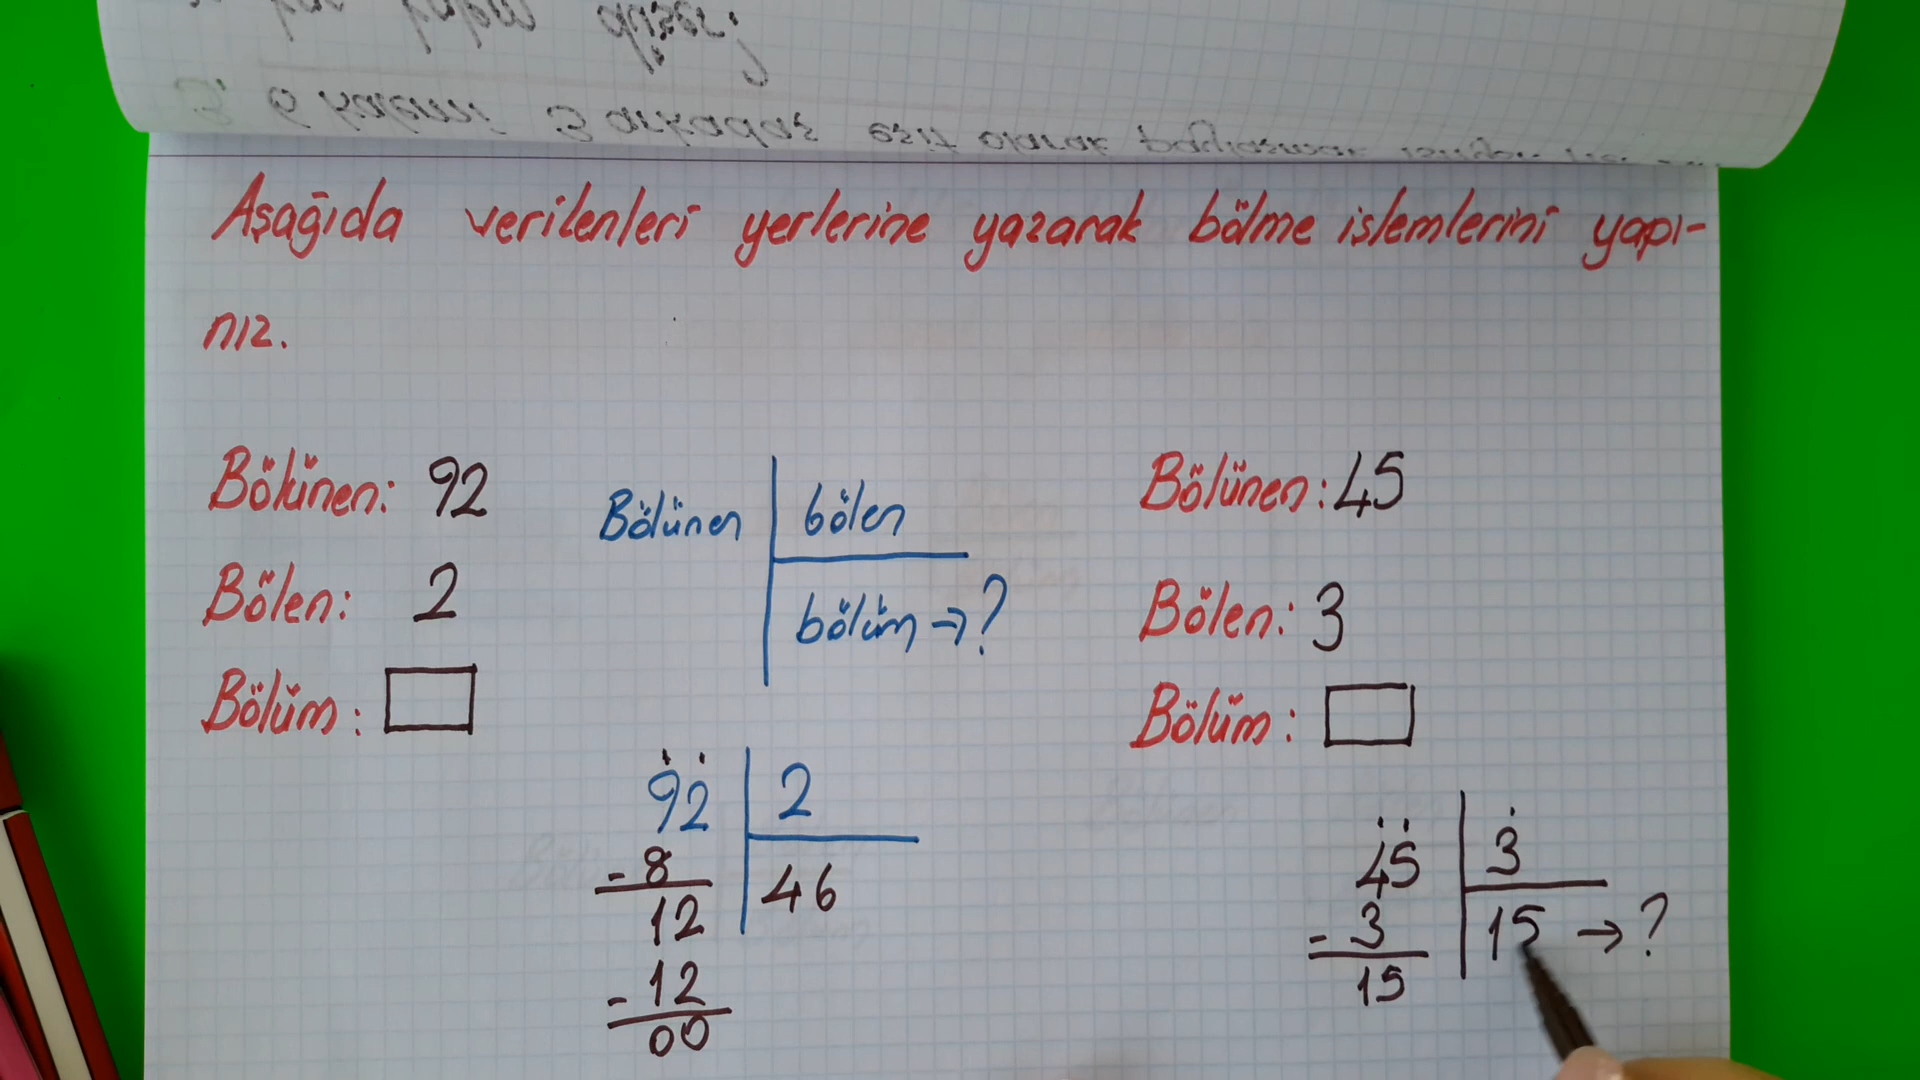 Aşağıda verilenleri yerlerine yazarak bölme işlemlerini yapı-
nız.
Bölünen: 92
Bölen: 2
Bölüm:
Bölünen bölen
bölüm → ?
92 2
- 8 46
12
- 12
00
Bölünen: 45
Bölen: 3
Bölüm:
45 3
- 3 15 → ?
15